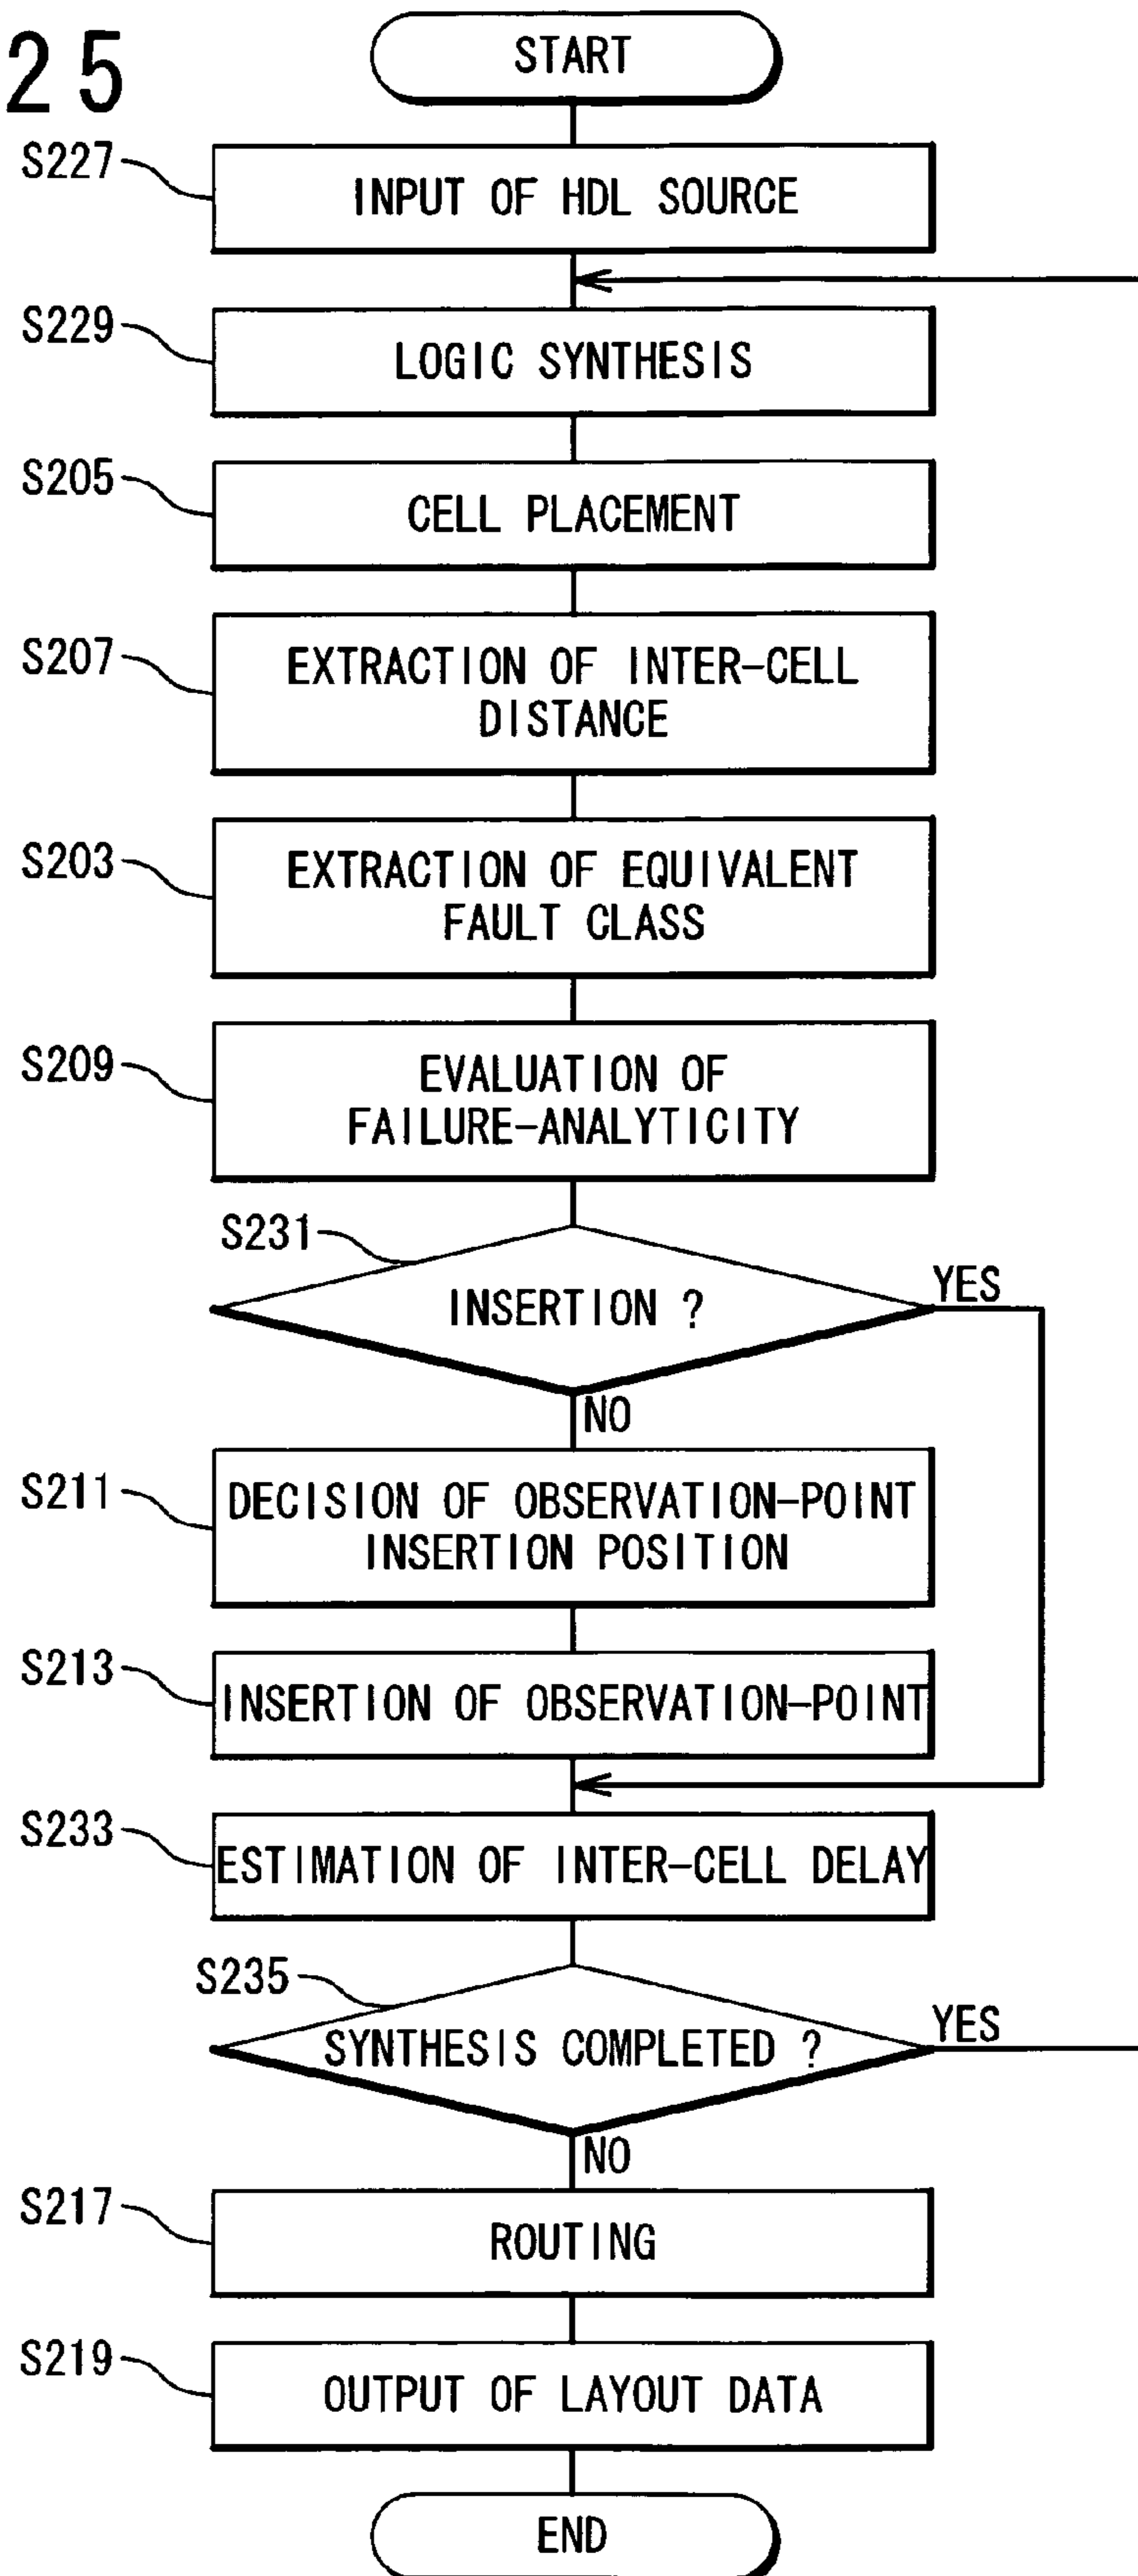 25
START
S227
INPUT OF HDL SOURCE
S229
LOGIC SYNTHESIS
S205
CELL PLACEMENT
S207
EXTRACTION OF INTER-CELL
DISTANCE
S203
EXTRACTION OF EQUIVALENT
FAULT CLASS
S209
EVALUATION OF
FAILURE-ANALYTICITY
S231
INSERTION ?
YES
NO
S211
DECISION OF OBSERVATION-POINT
INSERTION POSITION
S213
INSERTION OF OBSERVATION-POINT
S233
ESTIMATION OF INTER-CELL DELAY
S235
SYNTHESIS COMPLETED ?
YES
NO
S217
ROUTING
S219
OUTPUT OF LAYOUT DATA
END